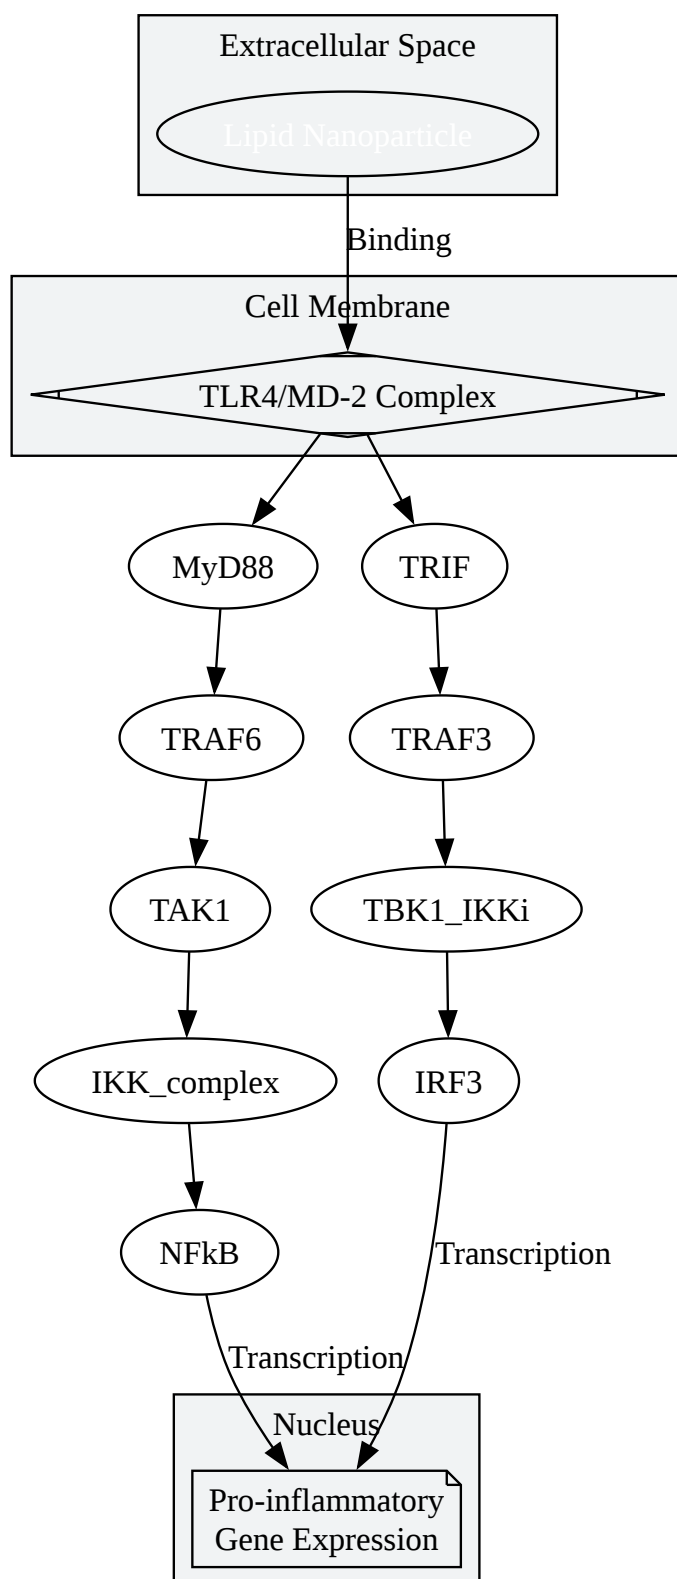 Extracellular Space
Lipid Nanoparticle
Binding
Cell Membrane
TLR4/MD-2 Complex
MyD88
TRIF
TRAF6
TRAF3
TAK1
TBK1_IKKi
IKK_complex
IRF3
NFkB
Transcription
Transcription
Nucleus
Pro-inflammatory
Gene Expression